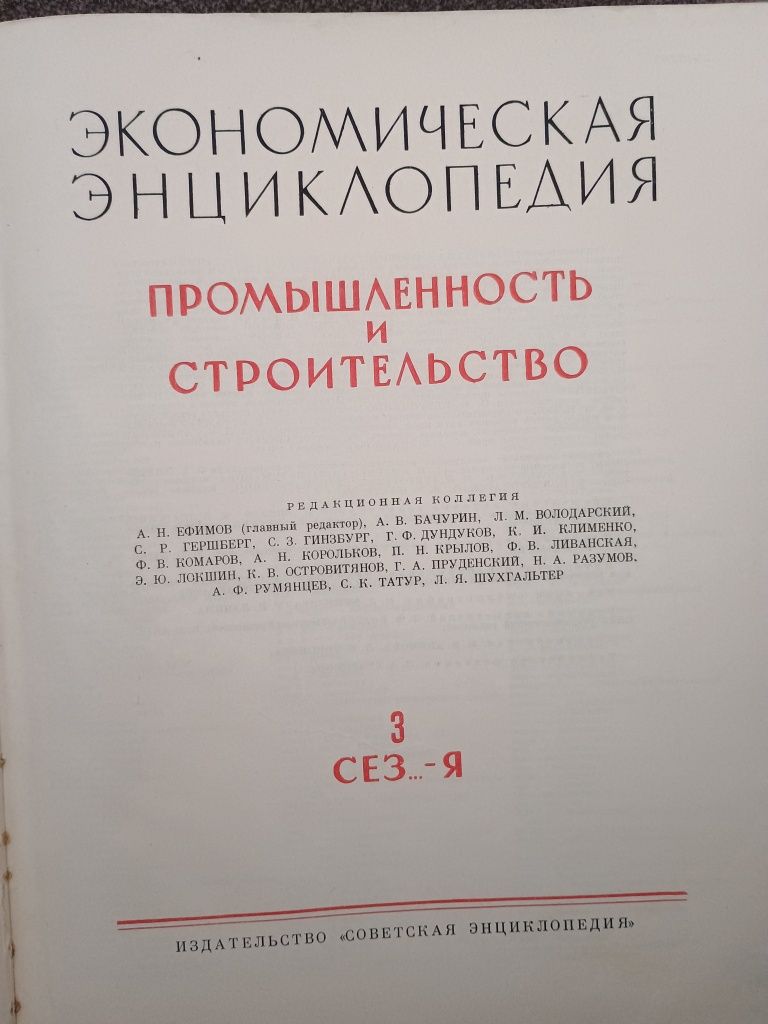 ЭКОНОМИЧЕСКАЯ
ЭНЦИКЛОПЕДИЯ
ПРОМЫШЛЕННОСТЬ
И
СТРОИТЕЛЬСТВО
РЕДАКЦИОННАЯ КОЛЛЕГИЯ
А. Н. ЕФИМОВ (главный редактор), А. В. БАЧУРИН, Л. М. ВОЛОДАРСКИЙ,
С. Р. ГЕРШБЕРГ, С. З. ГИНЗБУРГ, Г. Ф. ДУНДУКОВ, К. И. КЛИМЕНКО,
Ф. В. КОМАРОВ, А. Н. КОРОЛЬКОВ, П. Н. КРЫЛОВ, Ф. В. ЛИВАНСКАЯ,
Э. Ю. ЛОКШИН, К. В. ОСТРОВИТЯНОВ, Г. А. ПРУДЕНСКИЙ, Н. А. РАЗУМОВ,
А. Ф. РУМЯНЦЕВ, С. К. ТАТУР, Л. Я. ШУХГАЛЬТЕР
3
СЕЗ...-Я
ИЗДАТЕЛЬСТВО «СОВЕТСКАЯ ЭНЦИКЛОПЕДИЯ»